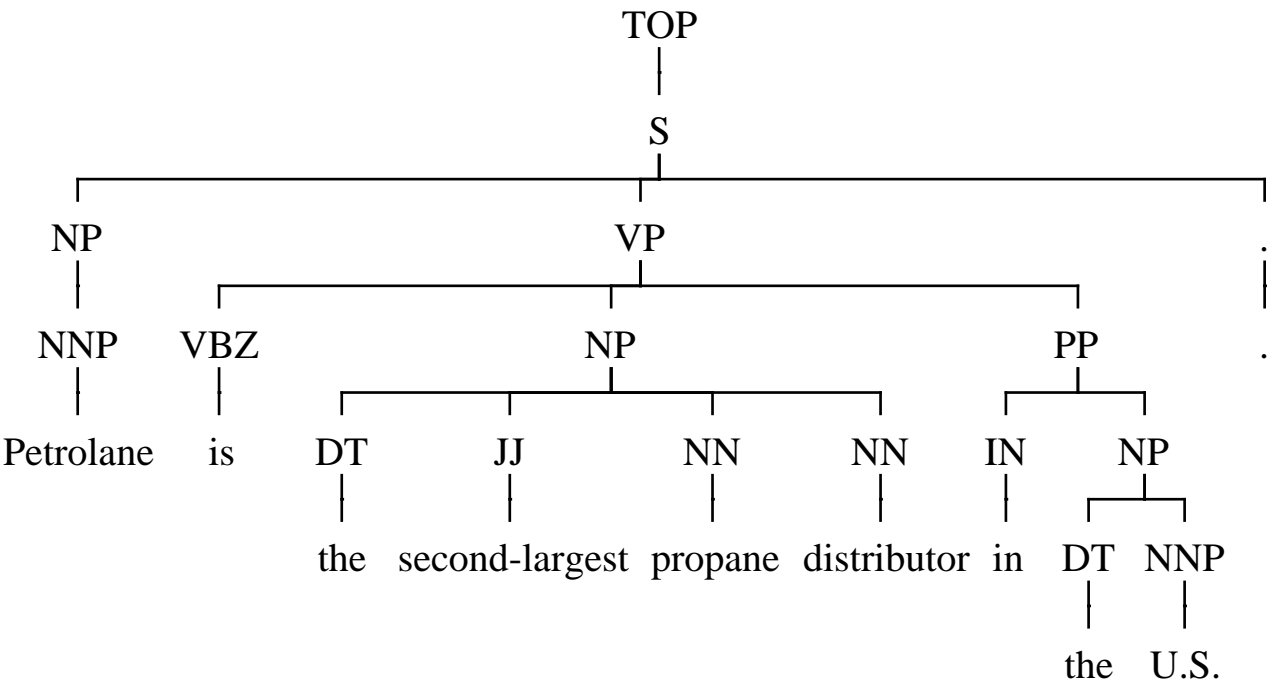 TOP
S
NP VP .
NNP VBZ NP PP .
Petrolane is DT JJ NN NN IN NP
the second-largest propane distributor in DT NNP
the U.S.